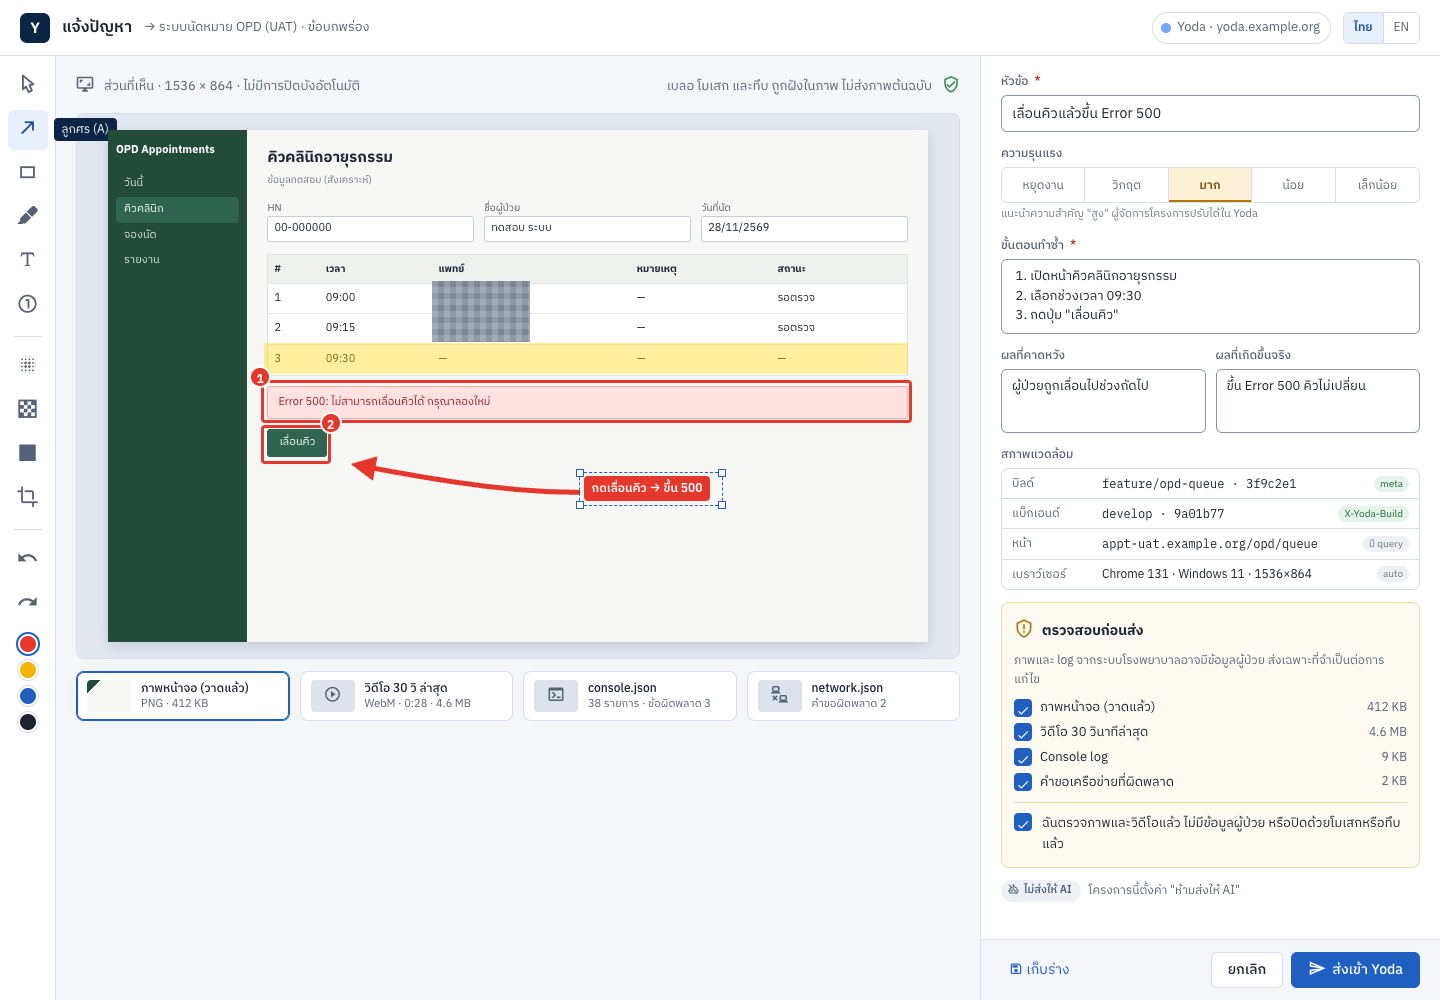 Y แจ้งปัญหา → ระบบนัดหมาย OPD (UAT) · ข้อบกพร่อง
Yoda · yoda.example.org ไทย EN
ส่วนที่เห็น · 1536 × 864 · ไม่มีการปิดบังอัตโนมัติ
เบลอ โมเสก และทึบ ถูกฝังในภาพ ไม่ส่งภาพต้นฉบับ
ลูกศร (A)
T
1
OPD Appointments
วันนี้
คิวคลินิก
จองนัด
รายงาน
คิวคลินิกอายุรกรรม
ข้อมูลทดสอบ (สังเคราะห์)
HN ชื่อผู้ป่วย วันที่นัด
00-000000 ทดสอบ ระบบ 28/11/2569
# เวลา แพทย์ หมายเหตุ สถานะ
1 09:00 — รอตรวจ
2 09:15 — รอตรวจ
3 09:30 — — —
1
Error 500: ไม่สามารถเลื่อนคิวได้ กรุณาลองใหม่
2
เลื่อนคิว
กดเลื่อนคิว → ขึ้น 500
ภาพหน้าจอ (วาดแล้ว)
PNG · 412 KB
วิดีโอ 30 วิ ล่าสุด
WebM · 0:28 · 4.6 MB
console.json
38 รายการ · ข้อผิดพลาด 3
network.json
คำขอผิดพลาด 2
หัวข้อ *
เลื่อนคิวแล้วขึ้น Error 500
ความรุนแรง
หยุดงาน วิกฤต มาก น้อย เล็กน้อย
แนะนำความสำคัญ "สูง" ผู้จัดการโครงการปรับได้ใน Yoda
ขั้นตอนทำซ้ำ *
1. เปิดหน้าคิวคลินิกอายุรกรรม
2. เลือกช่วงเวลา 09:30
3. กดปุ่ม "เลื่อนคิว"
ผลที่คาดหวัง ผลที่เกิดขึ้นจริง
ผู้ป่วยถูกเลื่อนไปช่วงถัดไป ขึ้น Error 500 คิวไม่เปลี่ยน
สภาพแวดล้อม
บิลด์ feature/opd-queue · 3f9c2e1 meta
แบ็กเอนด์ develop · 9a01b77 X-Yoda-Build
หน้า appt-uat.example.org/opd/queue มี query
เบราว์เซอร์ Chrome 131 · Windows 11 · 1536×864 auto
ตรวจสอบก่อนส่ง
ภาพและ log จากระบบโรงพยาบาลอาจมีข้อมูลผู้ป่วย ส่งเฉพาะที่จำเป็นต่อการ
แก้ไข
ภาพหน้าจอ (วาดแล้ว) 412 KB
วิดีโอ 30 วินาทีล่าสุด 4.6 MB
Console log 9 KB
คำขอเครือข่ายที่ผิดพลาด 2 KB
ฉันตรวจภาพและวิดีโอแล้ว ไม่มีข้อมูลผู้ป่วย หรือปิดด้วยโมเสกหรือทึบ
แล้ว
ไม่ส่งให้ AI โครงการนี้ตั้งค่า "ห้ามส่งให้ AI"
เก็บร่าง ยกเลิก ส่งเข้า Yoda